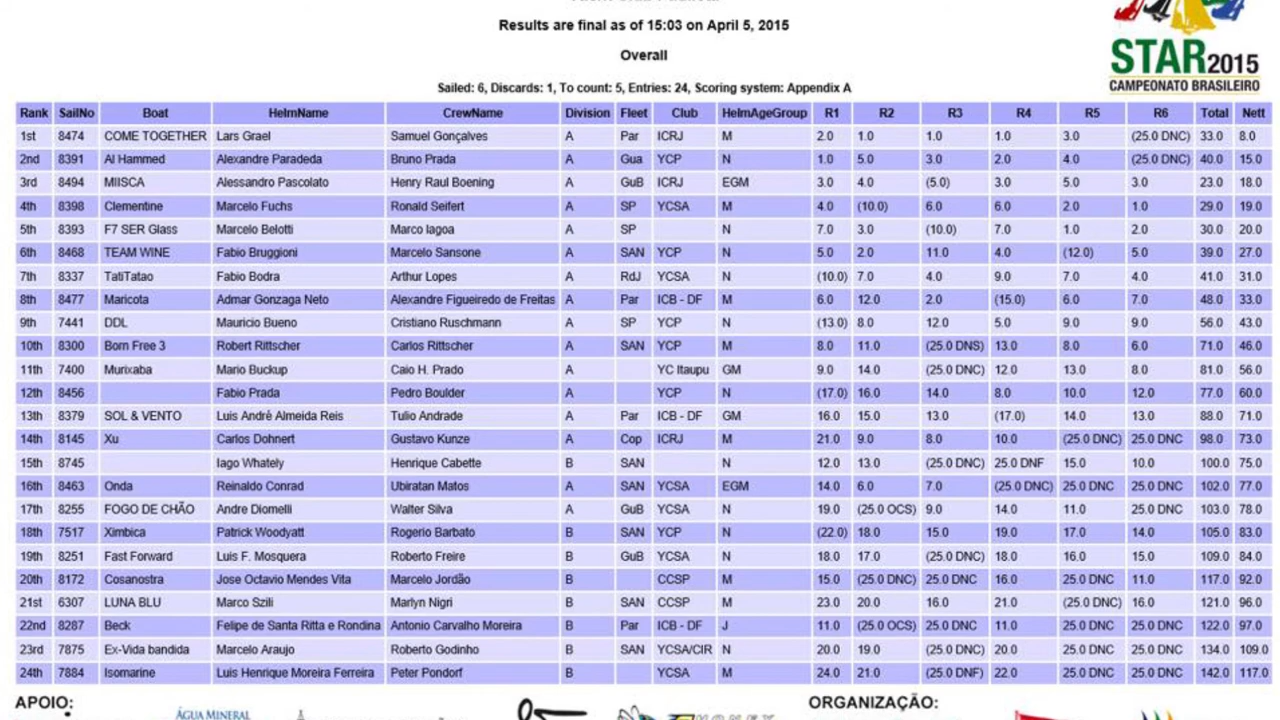 Results are final as of 15:03 on April 5, 2015
Overall
STAR 2015
CAMPEONATO BRASILEIRO
Sailed: 6, Discards: 1, To count: 5, Entries: 24, Scoring system: Appendix A
Rank SailNo Boat HelmName CrewName Division Fleet Club HelmAgeGroup R1 R2 R3 R4 R5 R6 Total Nett
1st 8474 COME TOGETHER Lars Grael Samuel Gonçalves A Par ICRJ M 2.0 1.0 1.0 1.0 3.0 (25.0 DNC) 33.0 8.0
2nd 8391 Al Hammed Alexandre Paradeda Bruno Prada A Gua YCP N 1.0 5.0 3.0 2.0 4.0 (25.0 DNC) 40.0 15.0
3rd 8494 MIISCA Alessandro Pascolato Henry Raul Boening A GuB ICRJ EGM 3.0 4.0 (5.0) 3.0 5.0 3.0 23.0 18.0
4th 8398 Clementine Marcelo Fuchs Ronald Seifert A SP YCSA M 4.0 (10.0) 6.0 6.0 2.0 1.0 29.0 19.0
5th 8393 F7 SER Glass Marcelo Belotti Marco lagoa A SP N 7.0 3.0 (10.0) 7.0 1.0 2.0 30.0 20.0
6th 8468 TEAM WINE Fabio Bruggioni Marcelo Sansone A SAN YCP N 5.0 2.0 11.0 4.0 (12.0) 5.0 39.0 27.0
7th 8337 TatiTatao Fabio Bodra Arthur Lopes A RdJ YCSA N (10.0) 7.0 4.0 9.0 7.0 4.0 41.0 31.0
8th 8477 Maricota Admar Gonzaga Neto Alexandre Figueiredo de Freitas A Par ICB - DF M 6.0 12.0 2.0 (15.0) 6.0 7.0 48.0 33.0
9th 7441 DDL Mauricio Bueno Cristiano Ruschmann A SP YCP N (13.0) 8.0 12.0 5.0 9.0 9.0 56.0 43.0
10th 8300 Born Free 3 Robert Rittscher Carlos Rittscher A SAN YCP M 8.0 11.0 (25.0 DNS) 13.0 8.0 6.0 71.0 46.0
11th 7400 Murixaba Mario Buckup Caio H. Prado A YC Itaupu GM 9.0 14.0 (25.0 DNC) 12.0 13.0 8.0 81.0 56.0
12th 8456 Fabio Prada Pedro Boulder A YCP N (17.0) 16.0 14.0 8.0 10.0 12.0 77.0 60.0
13th 8379 SOL & VENTO Luis André Almeida Reis Tulio Andrade A Par ICB - DF GM 16.0 15.0 13.0 (17.0) 14.0 13.0 88.0 71.0
14th 8145 Xu Carlos Dohnert Gustavo Kunze A Cop ICRJ M 21.0 9.0 8.0 10.0 (25.0 DNC) 25.0 DNC 98.0 73.0
15th 8745 Iago Whately Henrique Cabette B SAN N 12.0 13.0 (25.0 DNC) 25.0 DNF 15.0 10.0 100.0 75.0
16th 8463 Onda Reinaldo Conrad Ubiratan Matos A SAN YCSA EGM 14.0 6.0 7.0 (25.0 DNC) 25.0 DNC 25.0 DNC 102.0 77.0
17th 8255 FOGO DE CHÃO Andre Diomelli Walter Silva A GuB YCSA N 19.0 (25.0 OCS) 9.0 14.0 11.0 25.0 DNC 103.0 78.0
18th 7517 Ximbica Patrick Woodyatt Rogerio Barbato B SAN YCP N (22.0) 18.0 15.0 19.0 17.0 14.0 105.0 83.0
19th 8251 Fast Forward Luis F. Mosquera Roberto Freire B GuB YCSA N 18.0 17.0 (25.0 DNC) 18.0 16.0 15.0 109.0 84.0
20th 8172 Cosanostra Jose Octavio Mendes Vita Marcelo Jordão B CCSP M 15.0 (25.0 DNC) 25.0 DNC 16.0 25.0 DNC 11.0 117.0 92.0
21st 6307 LUNA BLU Marco Szili Marlyn Nigri B SAN CCSP M 23.0 20.0 16.0 21.0 (25.0 DNC) 16.0 121.0 96.0
22nd 8287 Beck Felipe de Santa Ritta e Rondina Antonio Carvalho Moreira B Par ICB - DF J 11.0 (25.0 OCS) 25.0 DNC 11.0 25.0 DNC 25.0 DNC 122.0 97.0
23rd 7875 Ex-Vida bandida Marcelo Araujo Roberto Godinho B SAN YCSA/CIR N 20.0 19.0 (25.0 DNC) 20.0 25.0 DNC 25.0 DNC 134.0 109.0
24th 7884 Isomarine Luis Henrique Moreira Ferreira Peter Pondorf B YCSA M 24.0 21.0 (25.0 DNF) 22.0 25.0 DNC 25.0 DNC 142.0 117.0
APOIO: ORGANIZAÇÃO:
ÁGUA MINERAL